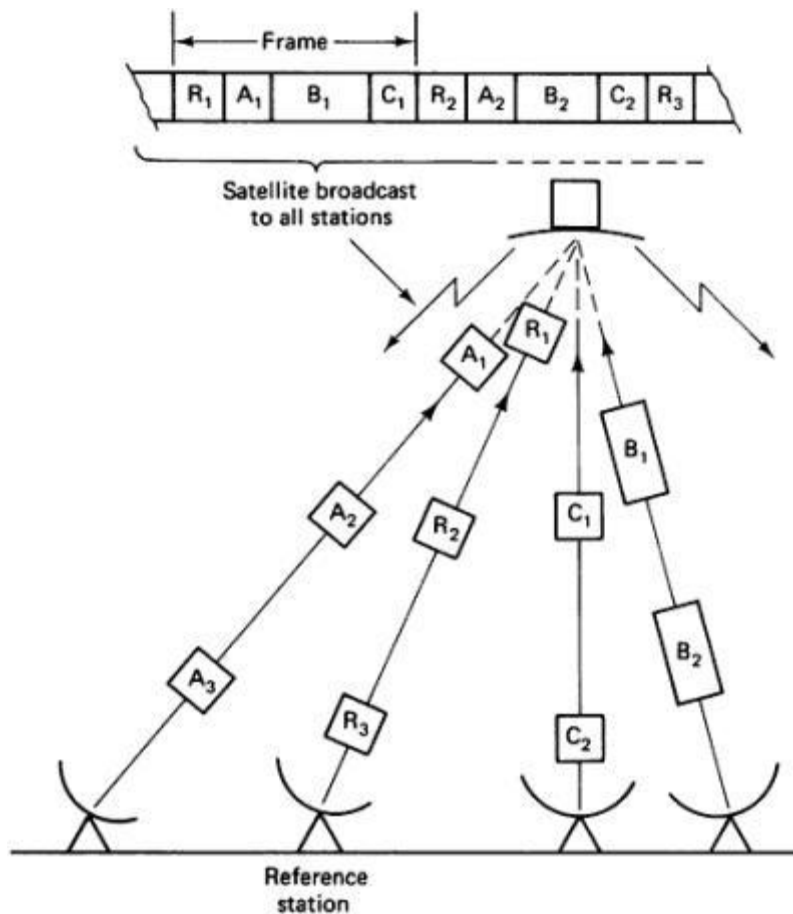 Frame
R₁ A₁ B₁ C₁ R₂ A₂ B₂ C₂ R₃
Satellite broadcast
to all stations
R₁
A₁
B₁
A₂
R₂
C₁
B₂
A₃
R₃
C₂
Reference
station